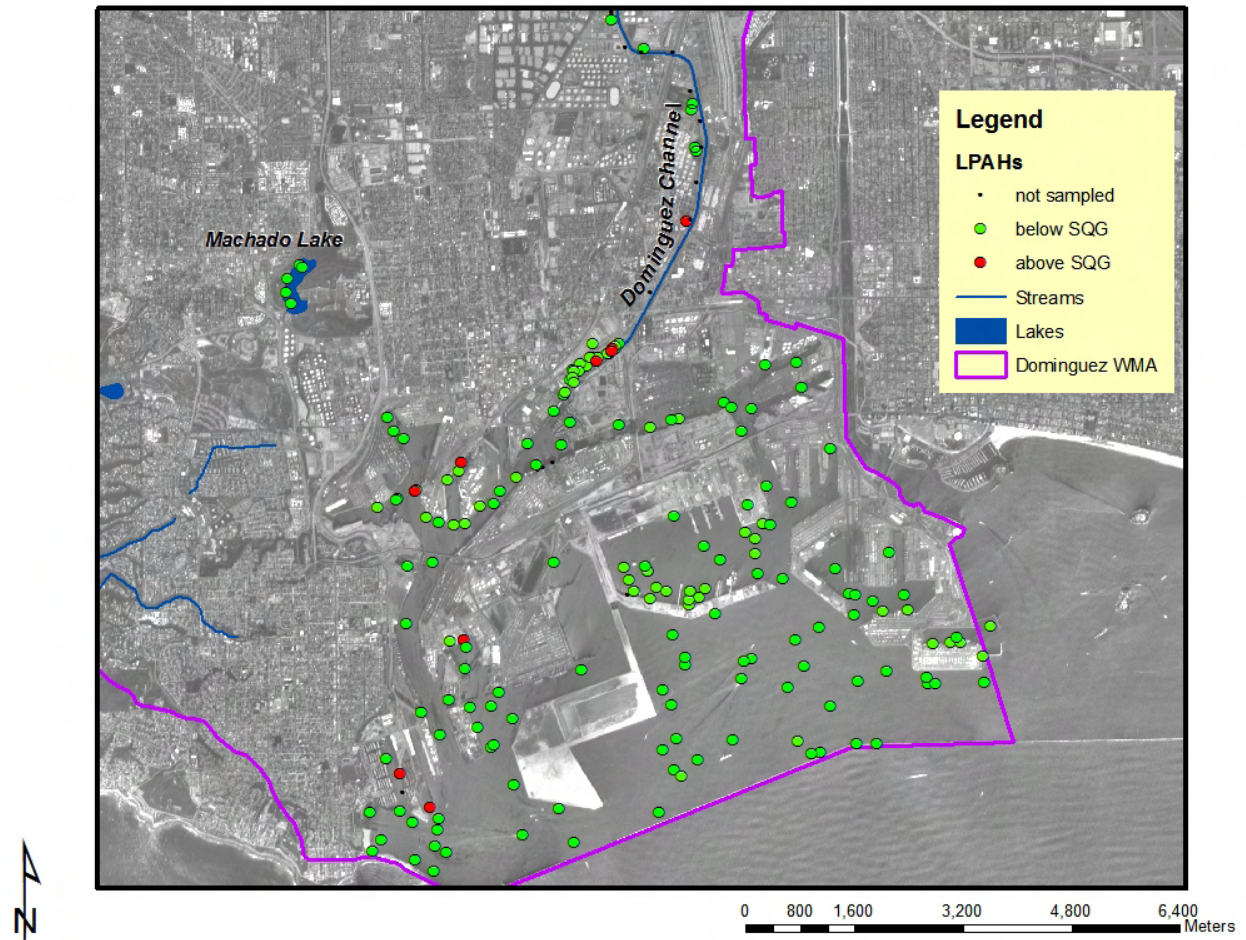 Dominguez Channel
Machado Lake
Legend
LPAHs
not sampled
below SQG
above SQG
Streams
Lakes
Dominguez WMA
N
0 800 1,600 3,200 4,800 6,400
Meters